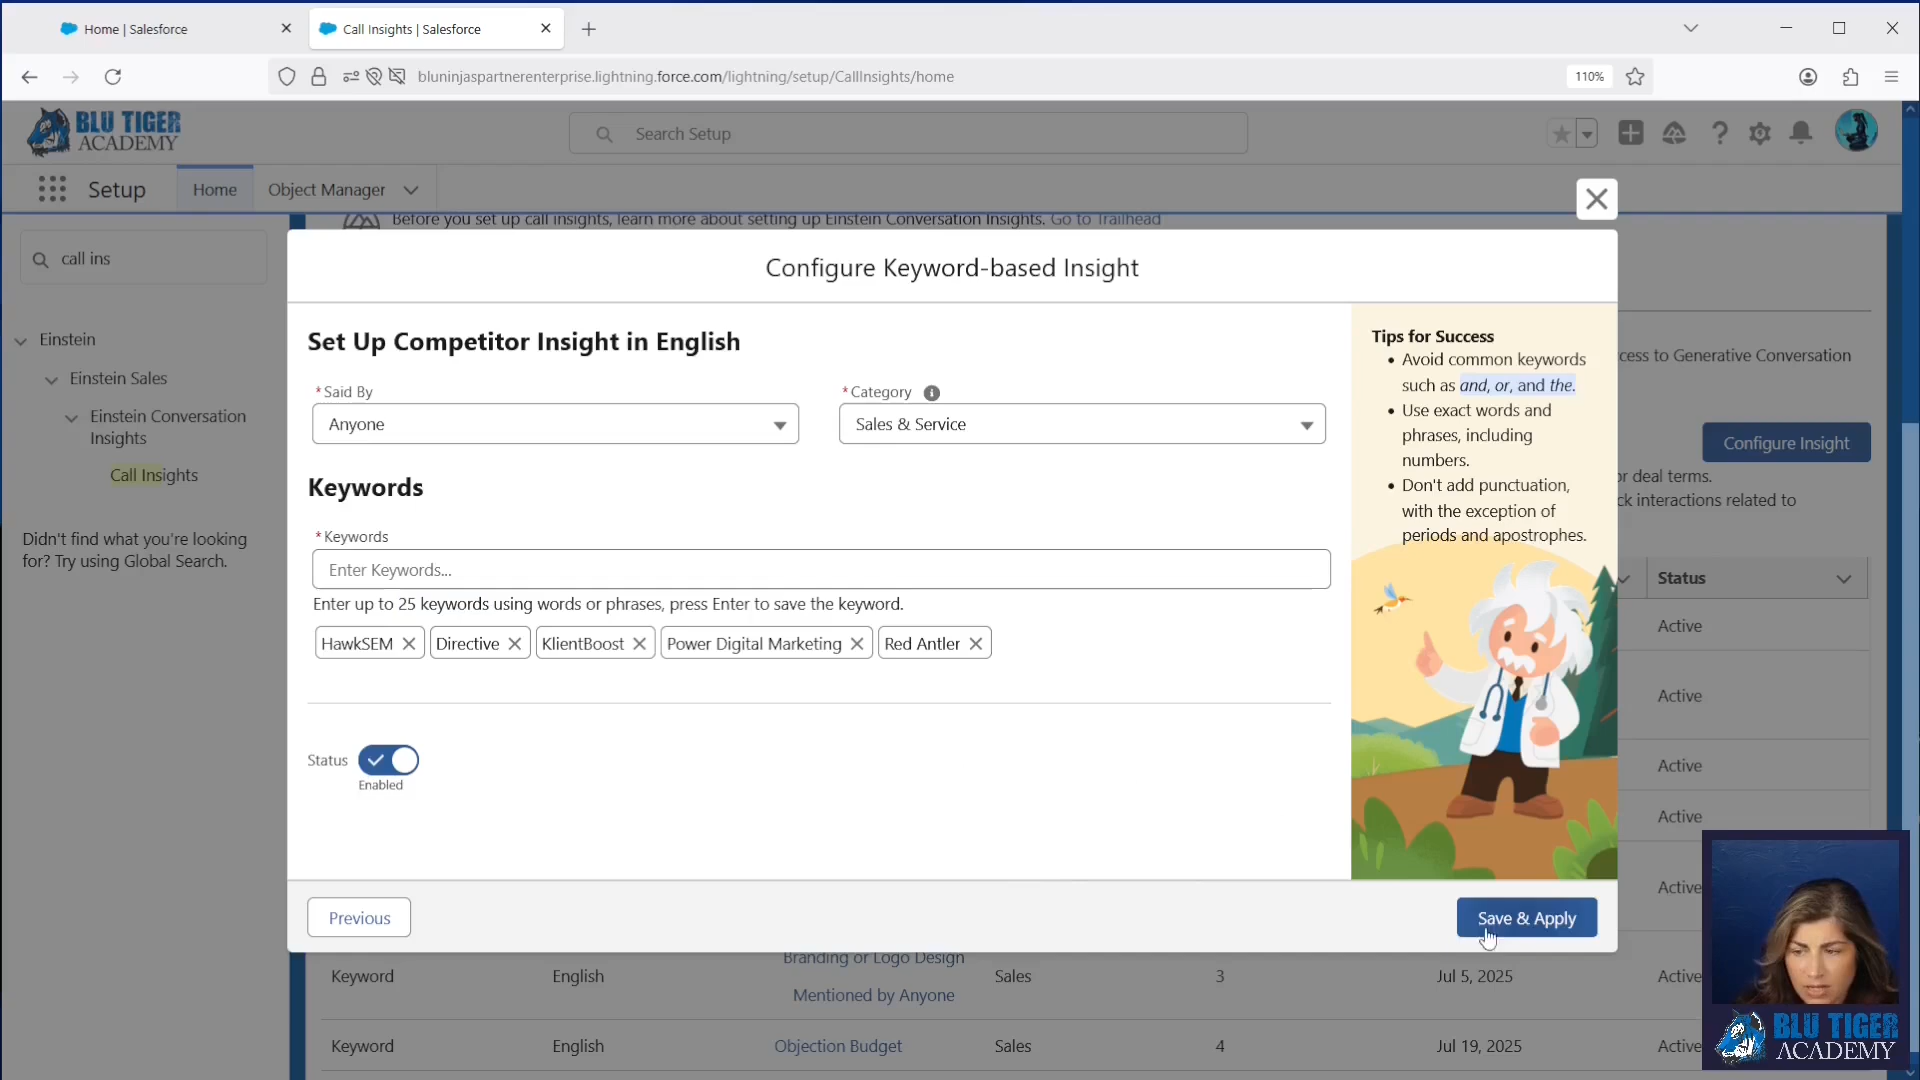 Home | Salesforce
Call Insights | Salesforce
bluninjaspartnerenterprise.lightning.force.com/lightning/setup/CallInsights/home
110%
BLU TIGER
ACADEMY
Search Setup
Setup
Home
Object Manager
Before you set up call insights, learn more about setting up Einstein Conversation Insights. Go to Trailhead
call ins
Einstein
Einstein Sales
Einstein Conversation
Insights
Call Insights
Didn't find what you're looking
for? Try using Global Search.
Configure Keyword-based Insight
Set Up Competitor Insight in English
*Said By
Anyone
*Category
Sales & Service
Keywords
*Keywords
Enter Keywords...
Enter up to 25 keywords using words or phrases, press Enter to save the keyword.
HawkSEM
Directive
KlientBoost
Power Digital Marketing
Red Antler
Status
Enabled
Tips for Success
• Avoid common keywords
such as and, or, and the.
• Use exact words and
phrases, including
numbers.
• Don't add punctuation,
with the exception of
periods and apostrophes.
Previous
Save & Apply
to Generative Conversation
Configure Insight
deal terms.
interactions related to
Status
Active
Active
Active
Active
Active
Branding or Logo Design
Keyword English Mentioned by Anyone Sales 3 Jul 5, 2025 Active
Keyword English Objection Budget Sales 4 Jul 19, 2025 Active
BLU TIGER
ACADEMY